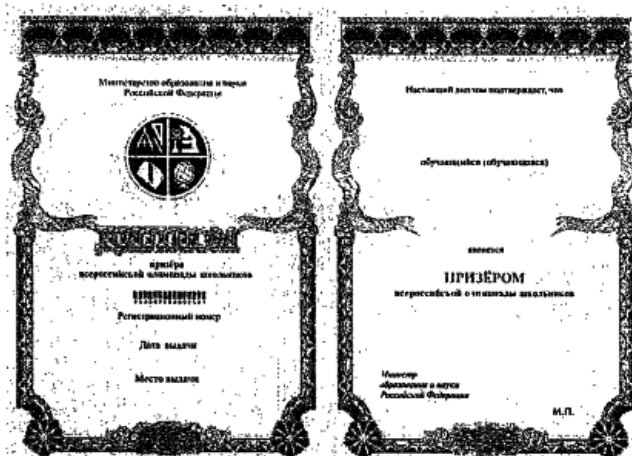 Министерство образования и науки
Российской Федерации
призёра
всероссийской олимпиады школьников
Регистрационный номер
Дата выдачи
Место выдачи
Настоящий диплом подтверждает, что
обучающийся (обучающаяся)
является
ПРИЗЁРОМ
всероссийской олимпиады школьников
Министр
образования и науки
Российской Федерации
М.П.